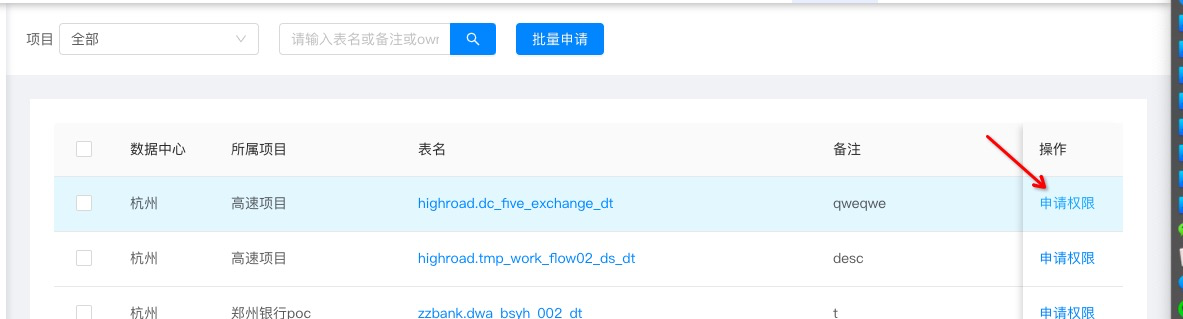 项目 全部 请输入表名或备注或own 批量申请
数据中心 所属项目 表名 备注 操作
杭州 高速项目 highroad.dc_five_exchange_dt qweqwe 申请权限
杭州 高速项目 highroad.tmp_work_flow02_ds_dt desc 申请权限
杭州 郑州银行poc zzbank.dwa_bsyh_002_dt t 申请权限